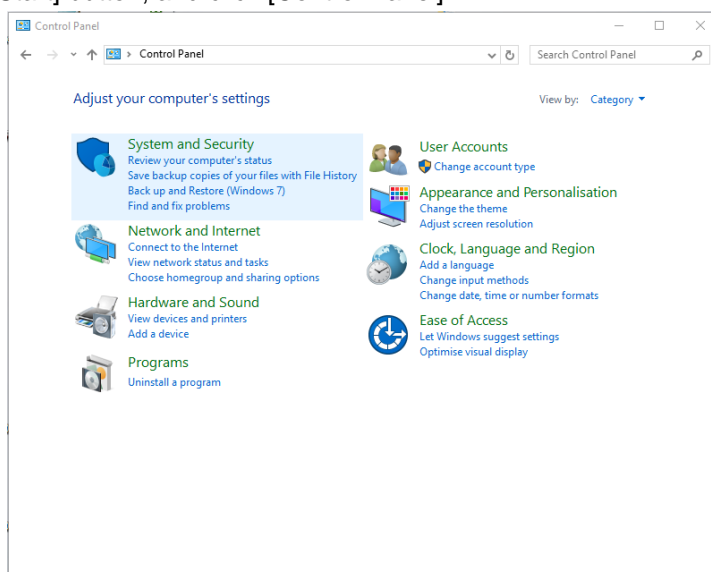 Control Panel
Control Panel
Search Control Panel
Adjust your computer's settings
View by: Category
System and Security
Review your computer's status
Save backup copies of your files with File History
Back up and Restore (Windows 7)
Find and fix problems
Network and Internet
Connect to the Internet
View network status and tasks
Choose homegroup and sharing options
Hardware and Sound
View devices and printers
Add a device
Programs
Uninstall a program
User Accounts
Change account type
Appearance and Personalisation
Change the theme
Adjust screen resolution
Clock, Language and Region
Add a language
Change input methods
Change date, time or number formats
Ease of Access
Let Windows suggest settings
Optimise visual display